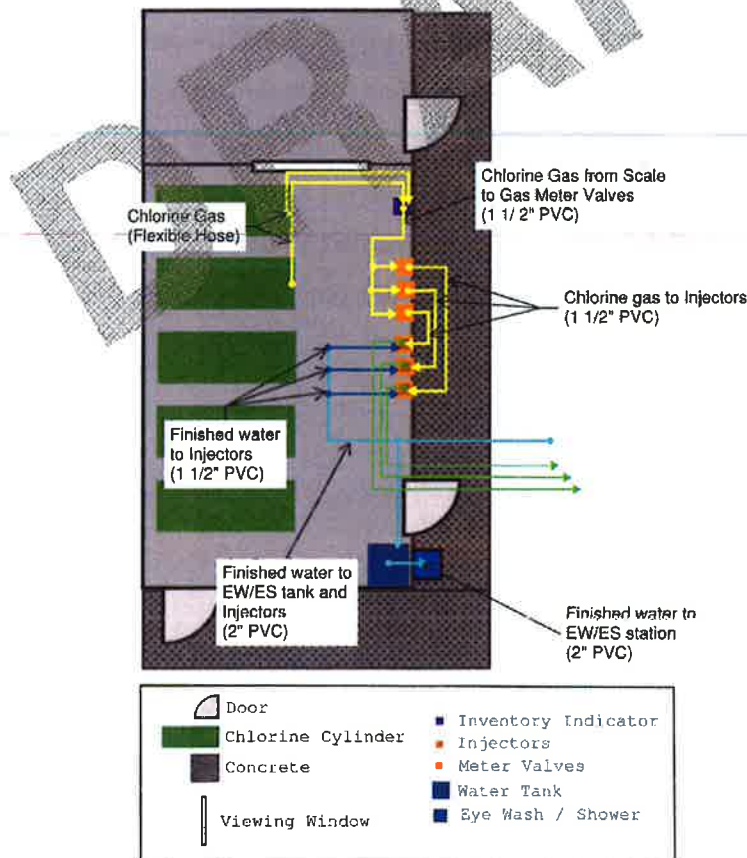 DRAF
Chlorine Gas from Scale
to Gas Meter Valves
(1 1/ 2" PVC)
Chlorine Gas
(Flexible Hose)
Chlorine gas to Injectors
(1 1/2" PVC)
Finished water
to Injectors
(1 1/2" PVC)
Finished water to
EW/ES tank and
Injectors
(2" PVC)
Finished water to
EW/ES station
(2" PVC)
Door
Chlorine Cylinder
Concrete
Viewing Window
Inventory Indicator
Injectors
Meter Valves
Water Tank
Eye Wash / Shower